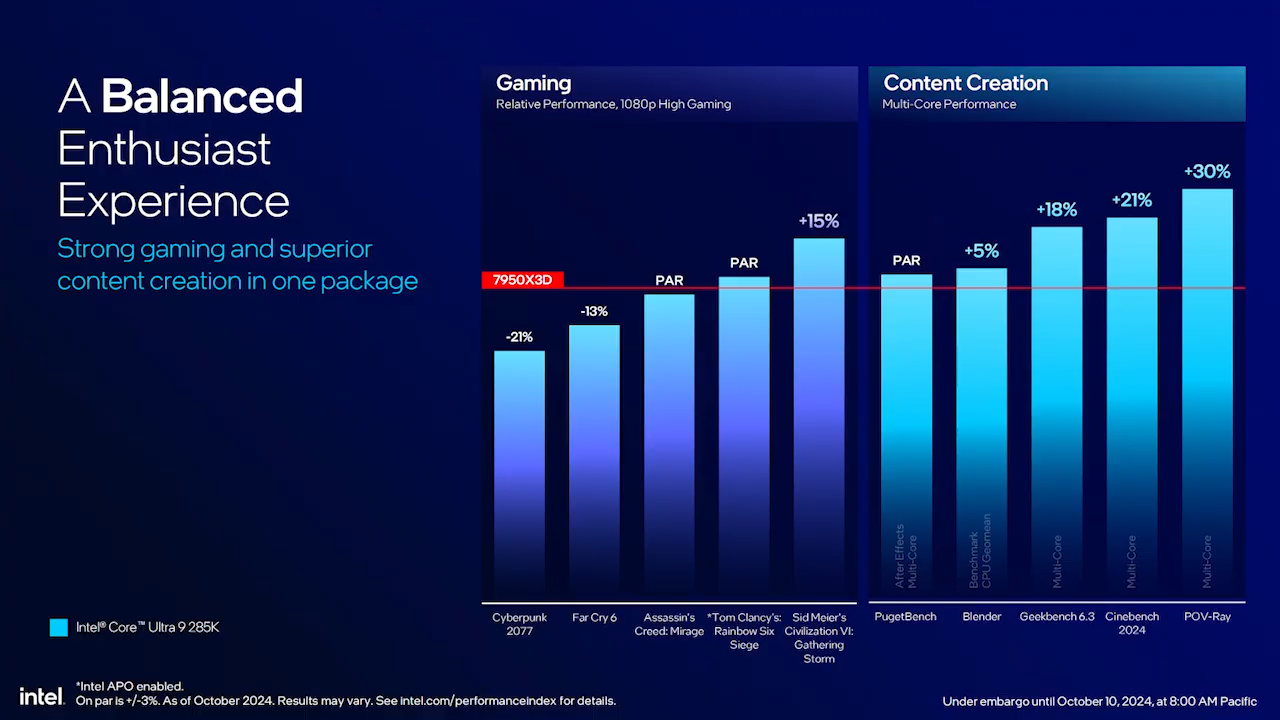 A Balanced
Enthusiast
Experience
Strong gaming and superior
content creation in one package
Gaming
Relative Performance, 1080p High Gaming
7950X3D
-21%
-13%
PAR
PAR
+15%
Cyberpunk
2077
Far Cry 6
Assassin's
Creed: Mirage
*Tom Clancy's:
Rainbow Six
Siege
Sid Meier's
Civilization VI:
Gathering
Storm
Content Creation
Multi-Core Performance
PAR
+5%
+18%
+21%
+30%
After Effects
Multi-Core
Benchmark
CPU Geomean
Multi-Core
Multi-Core
Multi-Core
PugetBench
Blender
Geekbench 6.3
Cinebench
2024
POV-Ray
Intel® Core™ Ultra 9 285K
intel.
*Intel APO enabled.
On par is +/-3%. As of October 2024. Results may vary. See intel.com/performanceindex for details.
Under embargo until October 10, 2024, at 8:00 AM Pacific